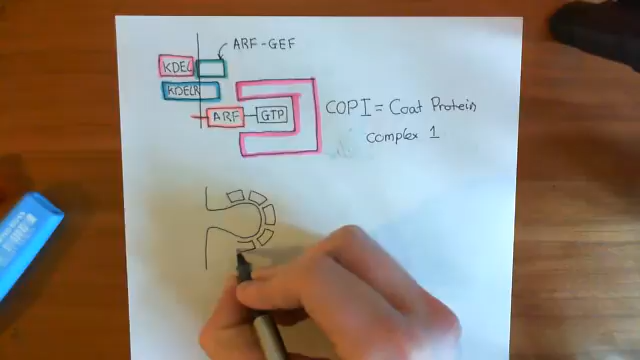 ARF-GEF
KDEL
KDELR
ARF
GTP
COPI = Coat Protein
Complex 1